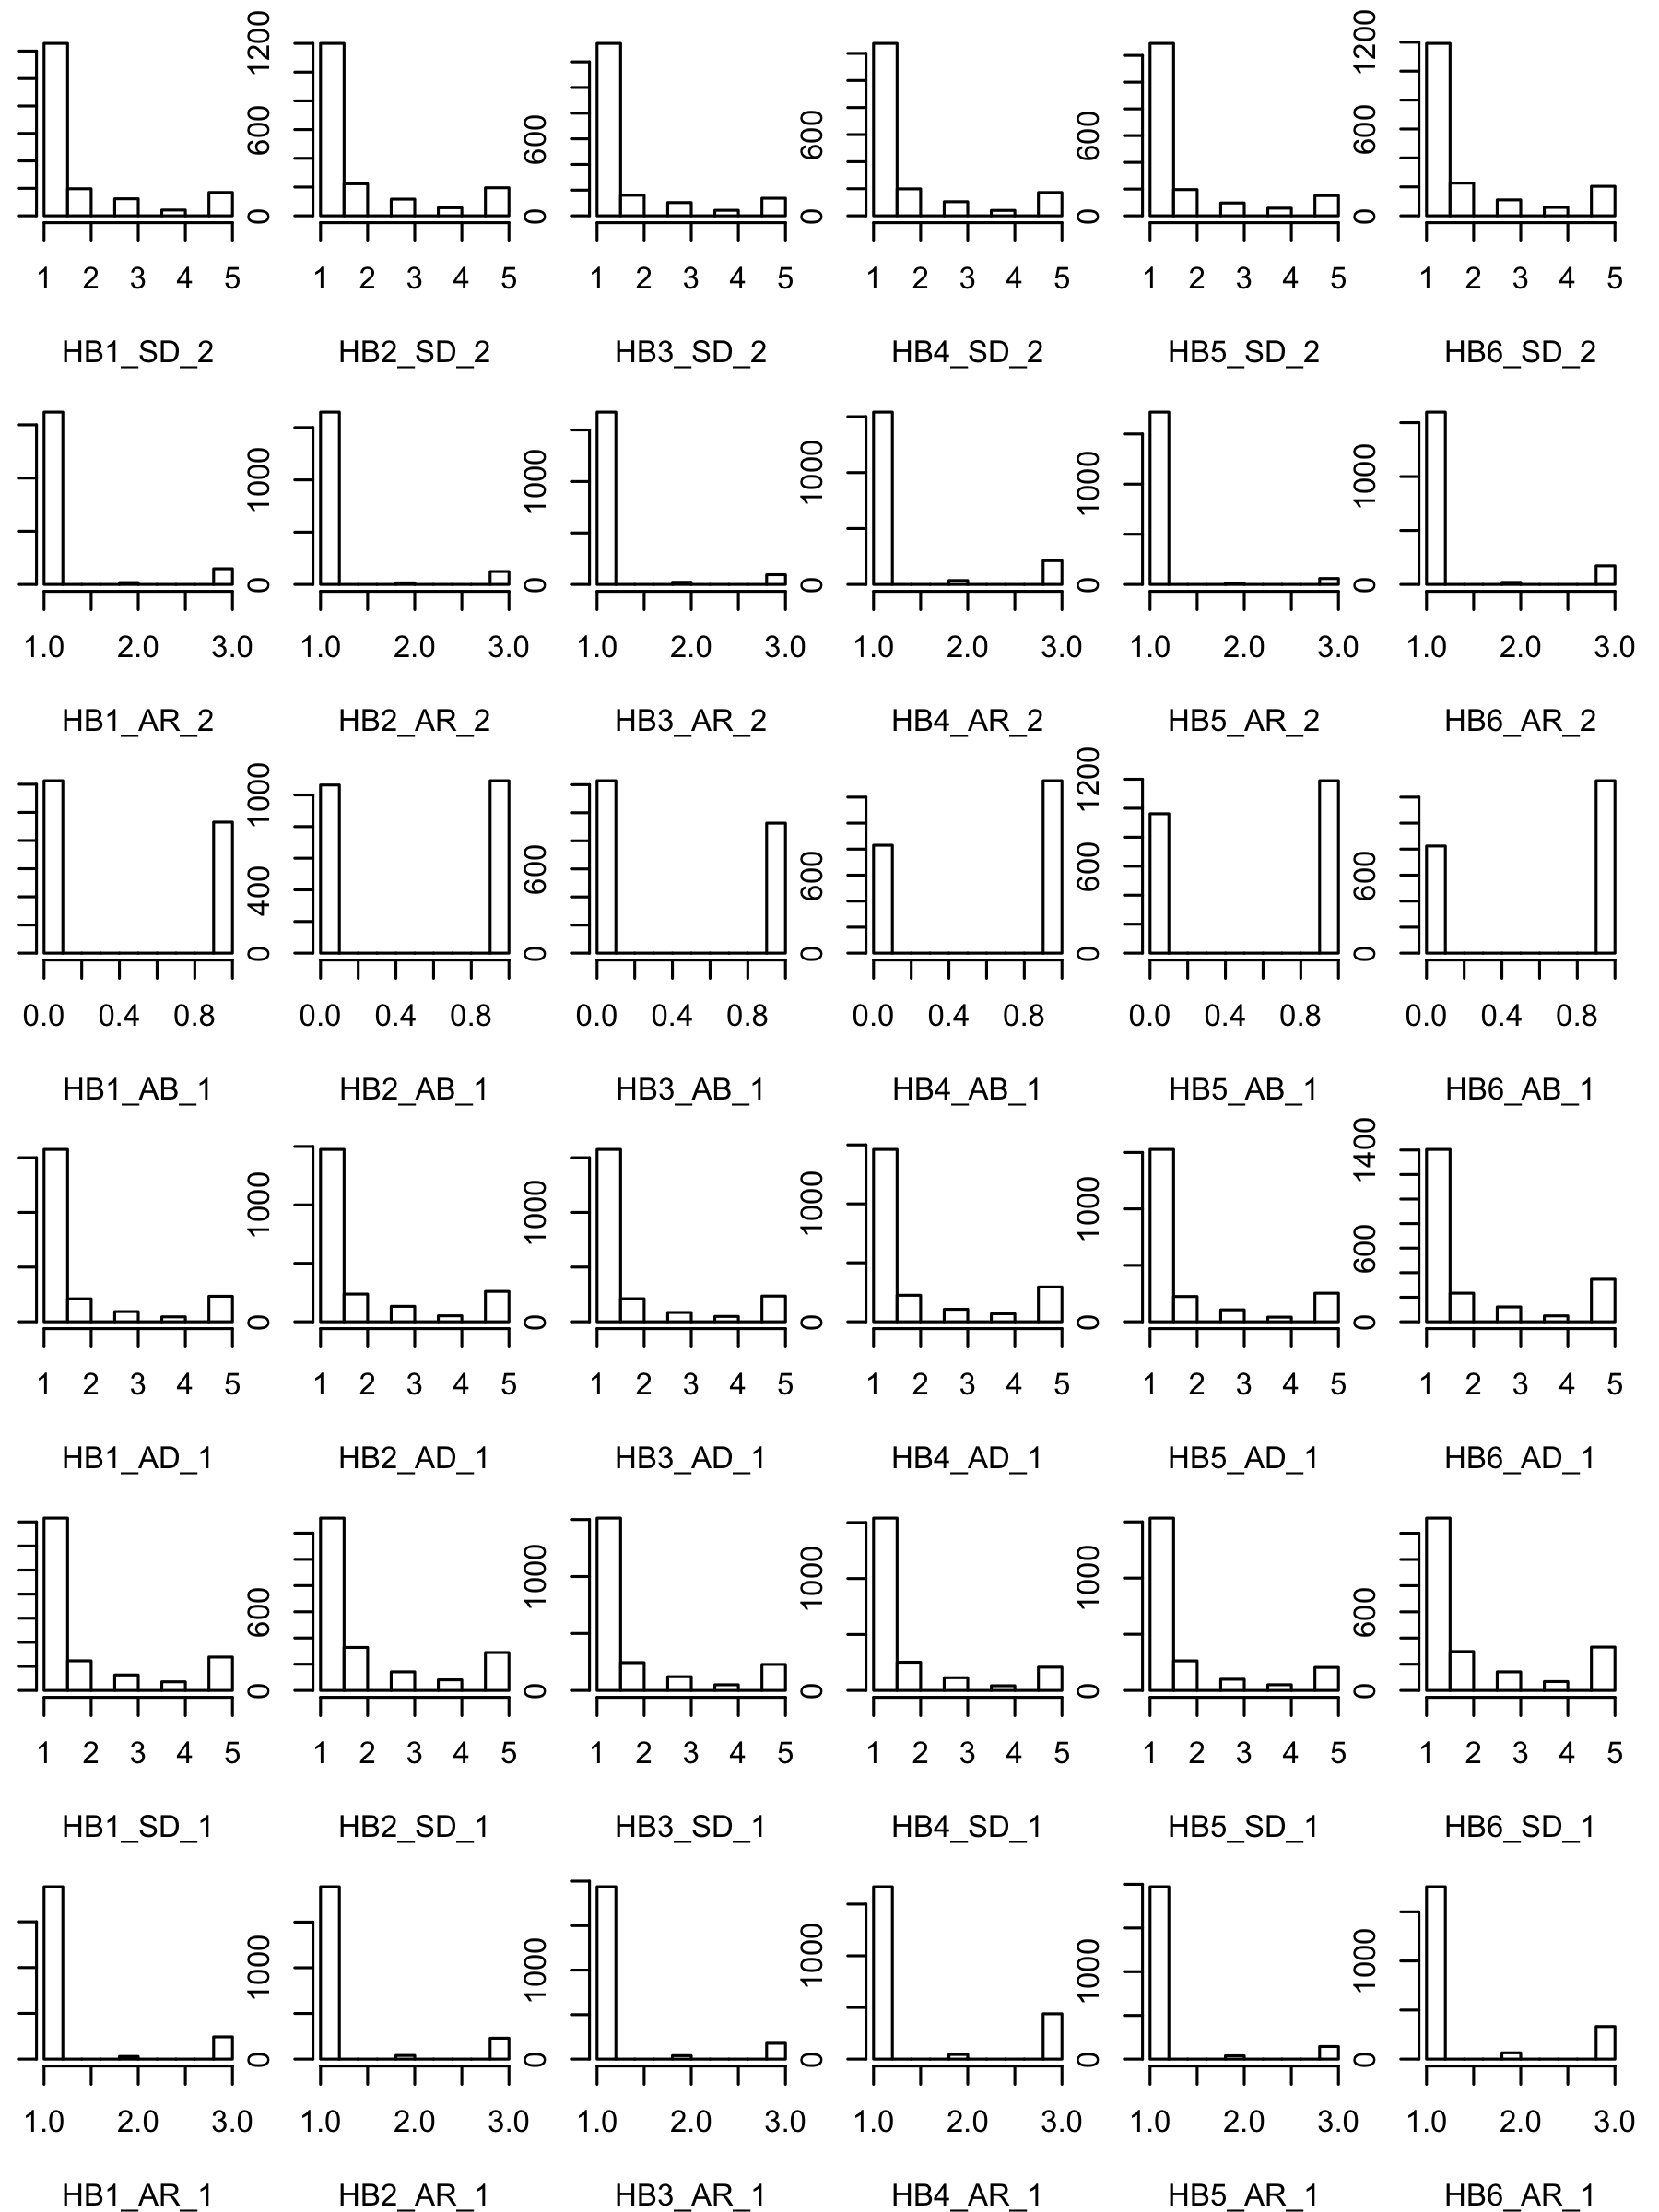 0 600 1200 0 600 0 600 0 600 0 600 1200
1 2 3 4 5 1 2 3 4 5 1 2 3 4 5 1 2 3 4 5 1 2 3 4 5 1 2 3 4 5
HB1_SD_2 HB2_SD_2 HB3_SD_2 HB4_SD_2 HB5_SD_2 HB6_SD_2
0 1000 0 1000 0 1000 0 1000 0 1000
1.0 2.0 3.0 1.0 2.0 3.0 1.0 2.0 3.0 1.0 2.0 3.0 1.0 2.0 3.0 1.0 2.0 3.0
HB1_AR_2 HB2_AR_2 HB3_AR_2 HB4_AR_2 HB5_AR_2 HB6_AR_2
0 400 1000 0 600 0 600 0 600 1200 0 600
0.0 0.4 0.8 0.0 0.4 0.8 0.0 0.4 0.8 0.0 0.4 0.8 0.0 0.4 0.8 0.0 0.4 0.8
HB1_AB_1 HB2_AB_1 HB3_AB_1 HB4_AB_1 HB5_AB_1 HB6_AB_1
0 1000 0 1000 0 1000 0 1000 0 600 1400
1 2 3 4 5 1 2 3 4 5 1 2 3 4 5 1 2 3 4 5 1 2 3 4 5 1 2 3 4 5
HB1_AD_1 HB2_AD_1 HB3_AD_1 HB4_AD_1 HB5_AD_1 HB6_AD_1
0 600 0 1000 0 1000 0 1000 0 600
1 2 3 4 5 1 2 3 4 5 1 2 3 4 5 1 2 3 4 5 1 2 3 4 5 1 2 3 4 5
HB1_SD_1 HB2_SD_1 HB3_SD_1 HB4_SD_1 HB5_SD_1 HB6_SD_1
0 1000 0 1000 0 1000 0 1000 0 1000
1.0 2.0 3.0 1.0 2.0 3.0 1.0 2.0 3.0 1.0 2.0 3.0 1.0 2.0 3.0 1.0 2.0 3.0
HB1_AR_1 HB2_AR_1 HB3_AR_1 HB4_AR_1 HB5_AR_1 HB6_AR_1